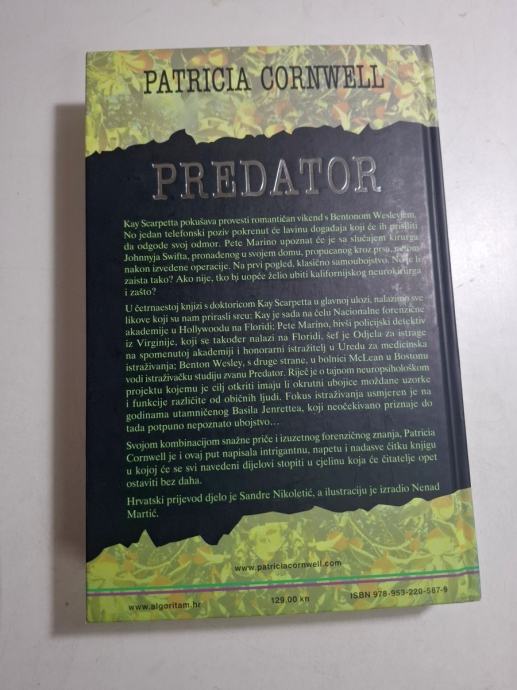 PATRICIA CORNWELL
PREDATOR
Kay Scarpetta pokušava provesti romantičan vikend s Bentonom Wesleyjem.
No jedan telefonski poziv pokrenut će lavinu događaja koji će ih prisiliti
da odgode svoj odmor. Pete Marino upoznat će je sa slučajem kirurga
Johnnyja Swifta, pronađenog u svojem domu, propucanog kroz prsa, netom
nakon izvedene operacije. Na prvi pogled, klasično samoubojstvo. No je li
zaista tako? Ako nije, tko bi uopće želio ubiti kalifornijskog neurokirurga
i zašto?
U četrnaestoj knjizi s doktoricom Kay Scarpetta u glavnoj ulozi, nalazimo sve
likove koji su nam prirasli srcu: Kay je sada na čelu Nacionalne forenzične
akademije u Hollywoodu na Floridi; Pete Marino, bivši policijski detektiv
iz Virginije, koji se također nalazi na Floridi, šef je Odjela za istrage
na spomenutoj akademiji i honorarni istražitelj u Uredu za medicinska
istraživanja; Benton Wesley, s druge strane, u bolnici McLean u Bostonu
vodi istraživačku studiju zvanu Predator. Riječ je o tajnom neuropsihološkom
projektu kojemu je cilj otkriti imaju li okrutni ubojice moždane uzorke
i funkcije različite od običnih ljudi. Fokus istraživanja usmjeren je na
godinama utamničenog Basila Jenrettea, koji neočekivano priznaje do
tada potpuno nepoznato ubojstvo…
Svojom kombinacijom snažne priče i izuzetnog forenzičnog znanja, Patricia
Cornwell je i ovaj put napisala intrigantnu, napetu i nadasve čitku knjigu
u kojoj će se svi navedeni dijelovi stopiti u cjelinu koja će čitatelje opet
ostaviti bez daha.
Hrvatski prijevod djelo je Sandre Nikoletić, a ilustraciju je izradio Nenad
Martić.
www.patriciacornwell.com
www.algoritam.hr 129.00 kn ISBN 978-953-220-587-9